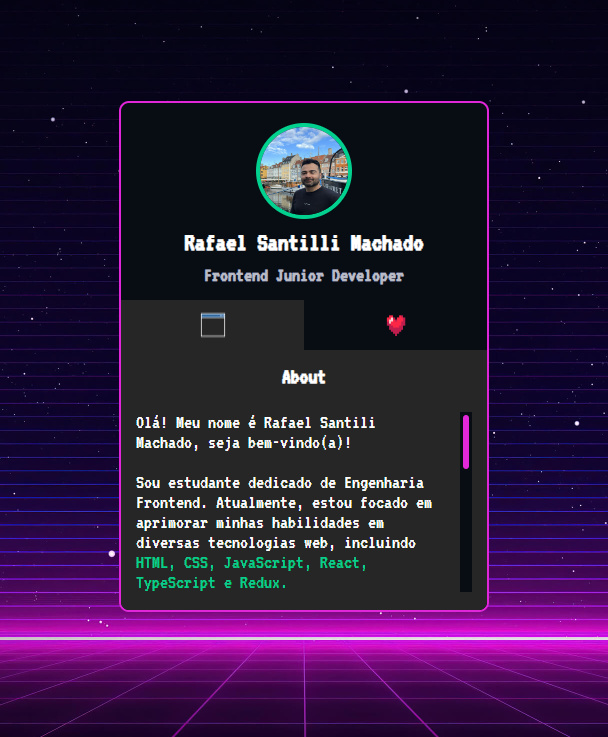 Rafael Santilli Machado
Frontend Junior Developer
About
Olá! Meu nome é Rafael Santili
Machado, seja bem-vindo(a)!
Sou estudante dedicado de Engenharia
Frontend. Atualmente, estou focado em
aprimorar minhas habilidades em
diversas tecnologias web, incluindo
HTML, CSS, JavaScript, React,
TypeScript e Redux.